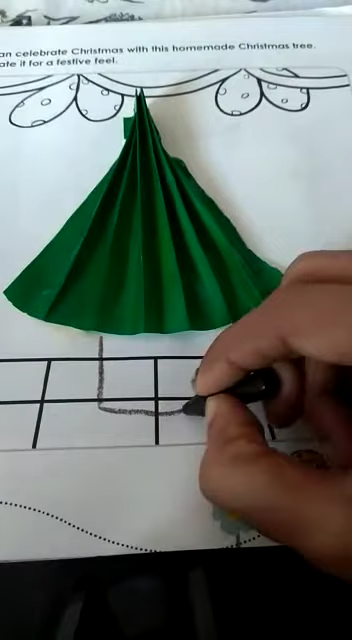 an celebrate Christmas with this homemade Christmas tree.
ate it for a festive feel.